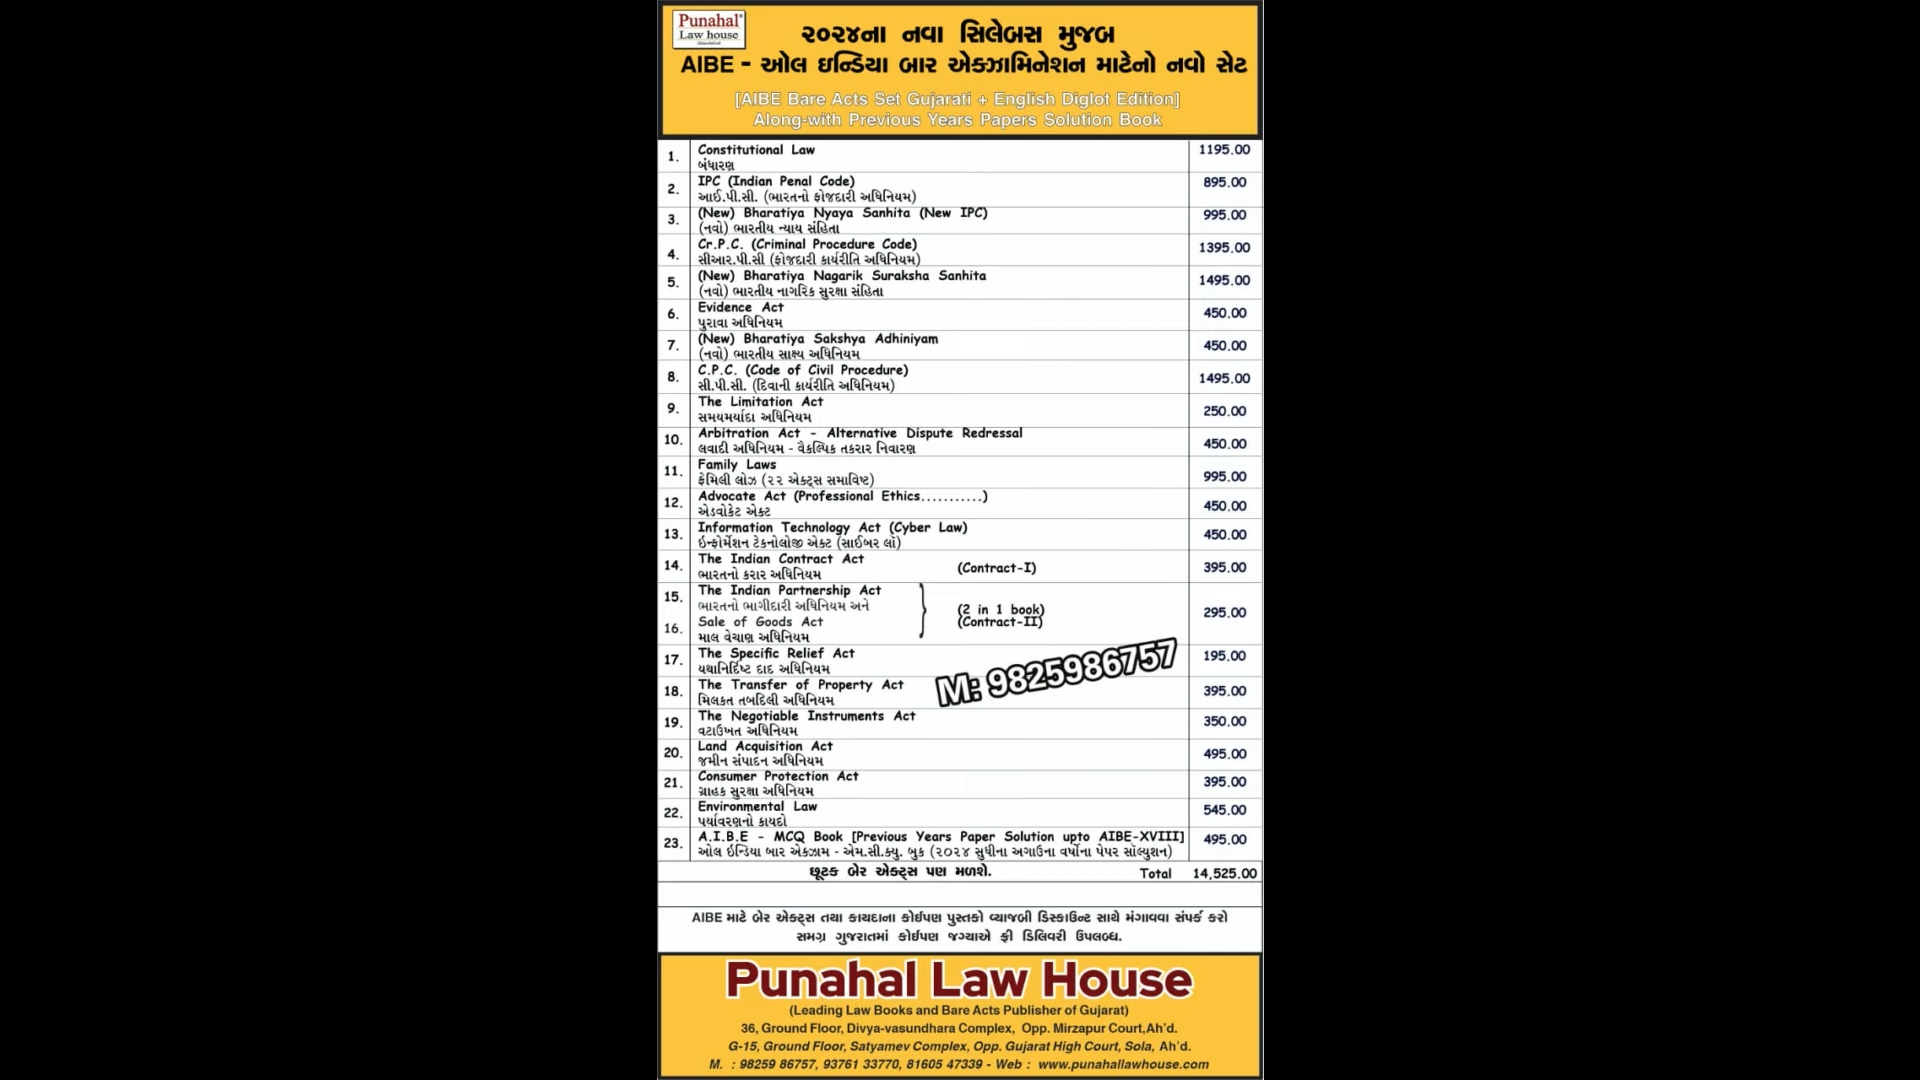 Punahal
Law house
૨૦૨૪ના નવા સિલેબસ મુજબ
AIBE - ઓલ ઇન્ડિયા બાર એક્ઝામિનેશન માટેનો નવો સેટ
[AIBE Bare Acts Set Gujarati + English Diglot Edition]
Along-with Previous Years Papers Solution Book
1. Constitutional Law 1195.00
બંધારણ
2. IPC (Indian Penal Code) 895.00
આઈ.પી.સી. (ભારતનો ફોજદારી અધિનિયમ)
3. (New) Bharatiya Nyaya Sanhita (New IPC) 995.00
(નવો) ભારતીય ન્યાય સંહિતા
4. Cr.P.C. (Criminal Procedure Code) 1395.00
સીઆર.પી.સી (ફોજદારી કાર્યરીતિ અધિનિયમ)
5. (New) Bharatiya Nagarik Suraksha Sanhita 1495.00
(નવો) ભારતીય નાગરિક સુરક્ષા સંહિતા
6. Evidence Act 450.00
પુરાવા અધિનિયમ
7. (New) Bharatiya Sakshya Adhiniyam 450.00
(નવો) ભારતીય સાક્ષ્ય અધિનિયમ
8. C.P.C. (Code of Civil Procedure) 1495.00
સી.પી.સી. (દિવાની કાર્યરીતિ અધિનિયમ)
9. The Limitation Act 250.00
સમયમર્યાદા અધિનિયમ
10. Arbitration Act - Alternative Dispute Redressal 450.00
લવાદી અધિનિયમ - વૈકલ્પિક તકરાર નિવારણ
11. Family Laws 995.00
ફેમિલી લોઝ (૨૨ એક્ટ્સ સમાવિષ્ટ)
12. Advocate Act (Professional Ethics...........) 450.00
એડવોકેટ એક્ટ
13. Information Technology Act (Cyber Law) 450.00
ઇન્ફોર્મેશન ટેકનોલોજી એક્ટ (સાઈબર લૉ)
14. The Indian Contract Act (Contract-I) 395.00
ભારતનો કરાર અધિનિયમ
15. The Indian Partnership Act
ભારતનો ભાગીદારી અધિનિયમ અને (2 in 1 book) 295.00
16. Sale of Goods Act (Contract-II)
માલ વેચાણ અધિનિયમ
17. The Specific Relief Act 195.00
યથાનિર્દિષ્ટ દાદ અધિનિયમ
M: 9825986757
18. The Transfer of Property Act 395.00
મિલકત તબદિલી અધિનિયમ
19. The Negotiable Instruments Act 350.00
વટાઉખત અધિનિયમ
20. Land Acquisition Act 495.00
જમીન સંપાદન અધિનિયમ
21. Consumer Protection Act 395.00
ગ્રાહક સુરક્ષા અધિનિયમ
22. Environmental Law 545.00
પર્યાવરણનો કાયદો
23. A.I.B.E - MCQ Book [Previous Years Paper Solution upto AIBE-XVIII] 495.00
ઓલ ઇન્ડિયા બાર એક્ઝામ - એમ.સી.ક્યુ. બુક (૨૦૨૪ સુધીના અગાઉના વર્ષોના પેપર સૉલ્યુશન)
છૂટક બેર એક્ટ્સ પણ મળશે. Total 14,525.00
AIBE માટે બેર એક્ટ્સ તથા કાયદાના કોઈપણ પુસ્તકો વ્યાજબી ડિસ્કાઉન્ટ સાથે મંગાવવા સંપર્ક કરો
સમગ્ર ગુજરાતમાં કોઈપણ જગ્યાએ ફ્રી ડિલિવરી ઉપલબ્ધ.
Punahal Law House
(Leading Law Books and Bare Acts Publisher of Gujarat)
36, Ground Floor, Divya-vasundhara Complex, Opp. Mirzapur Court,Ah'd.
G-15, Ground Floor, Satyamev Complex, Opp. Gujarat High Court, Sola, Ah'd.
M. : 98259 86757, 93761 33770, 81605 47339 - Web : www.punahallawhouse.com